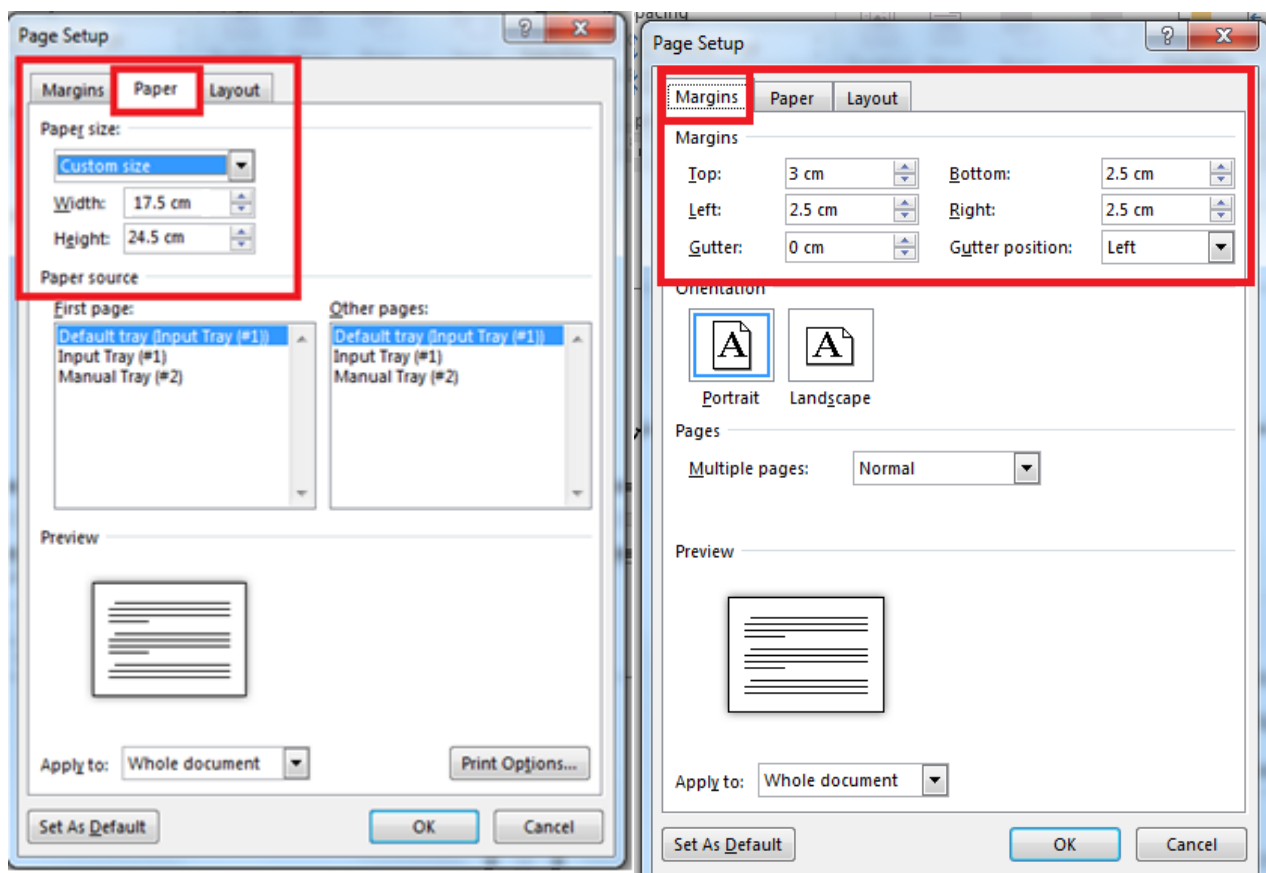 Page Setup
Margins Paper Layout
Paper size:
Custom size
Width: 17.5 cm
Height: 24.5 cm
Paper source
First page: Other pages:
Default tray (Input Tray (#1)) Default tray (Input Tray (#1))
Input Tray (#1) Input Tray (#1)
Manual Tray (#2) Manual Tray (#2)
Preview
Apply to: Whole document Print Options...
Set As Default OK Cancel
pacing
Page Setup
Margins Paper Layout
Margins
Top: 3 cm Bottom: 2.5 cm
Left: 2.5 cm Right: 2.5 cm
Gutter: 0 cm Gutter position: Left
Orientation
A A
Portrait Landscape
Pages
Multiple pages: Normal
Preview
Apply to: Whole document
Set As Default OK Cancel